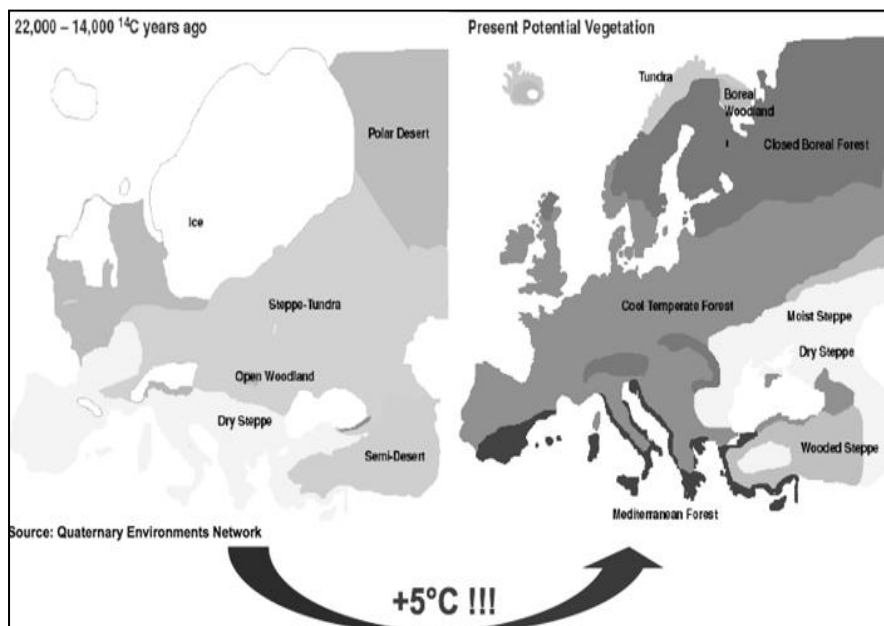 22,000 – 14,000 ¹⁴C years ago
Polar Desert
Ice
Steppe-Tundra
Open Woodland
Dry Steppe
Semi-Desert
Source: Quaternary Environments Network
Present Potential Vegetation
Tundra
Boreal
Woodland
Closed Boreal Forest
Cool Temperate Forest
Moist Steppe
Dry Steppe
Wooded Steppe
Mediterranean Forest
+5°C !!!